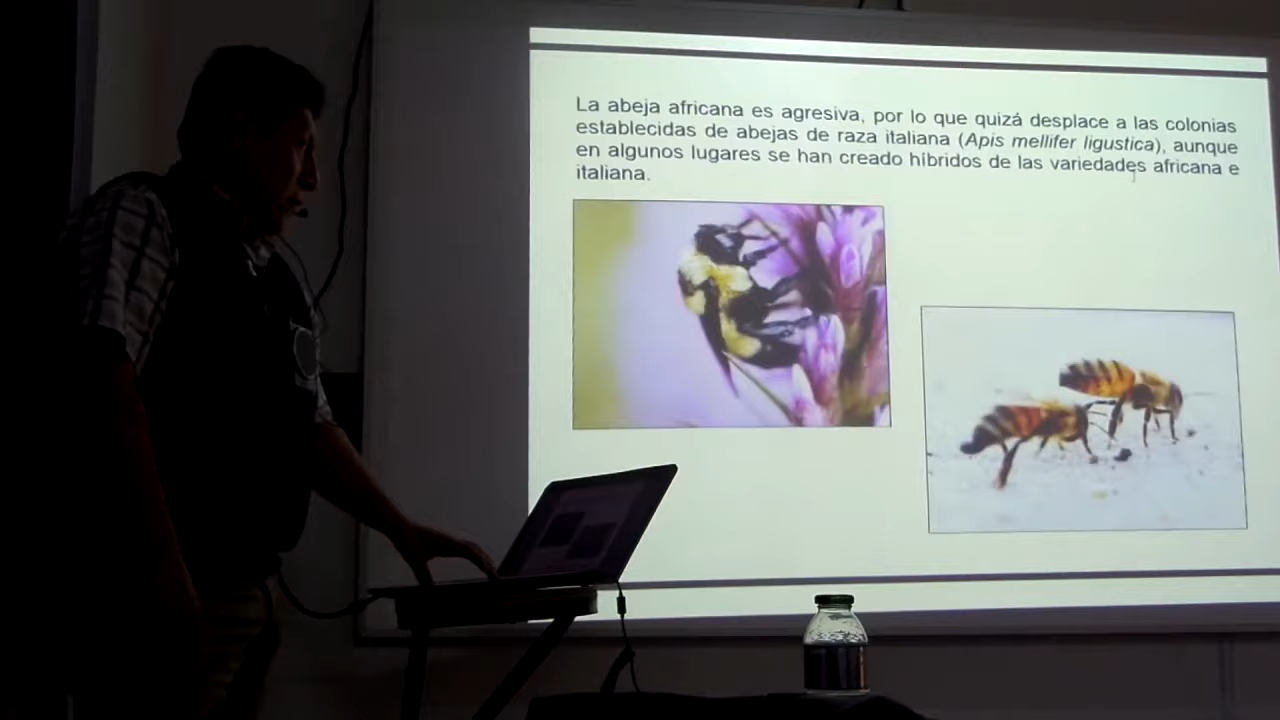 La abeja africana es agresiva, por lo que quizá desplace a las colonias
establecidas de abejas de raza italiana (Apis mellifer ligustica), aunque
en algunos lugares se han creado híbridos de las variedades africana e
italiana.